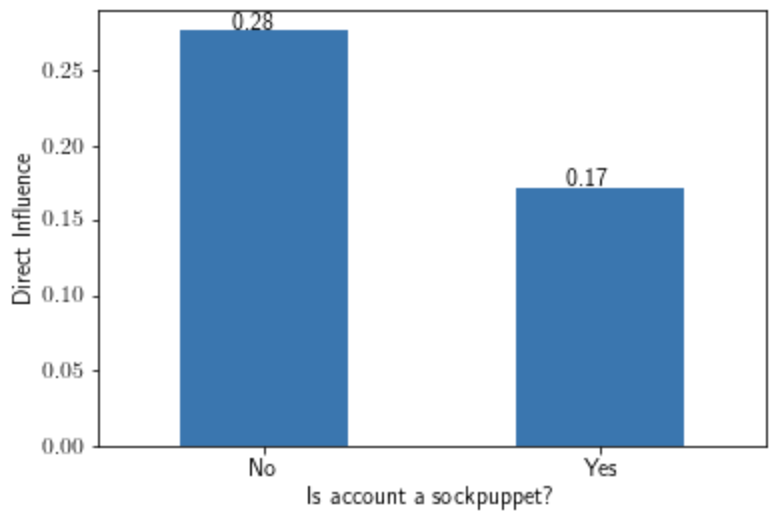 0.28
0.25
0.20
0.17
0.15
0.10
0.05
0.00
Direct Influence
No
Yes
Is account a sockpuppet?